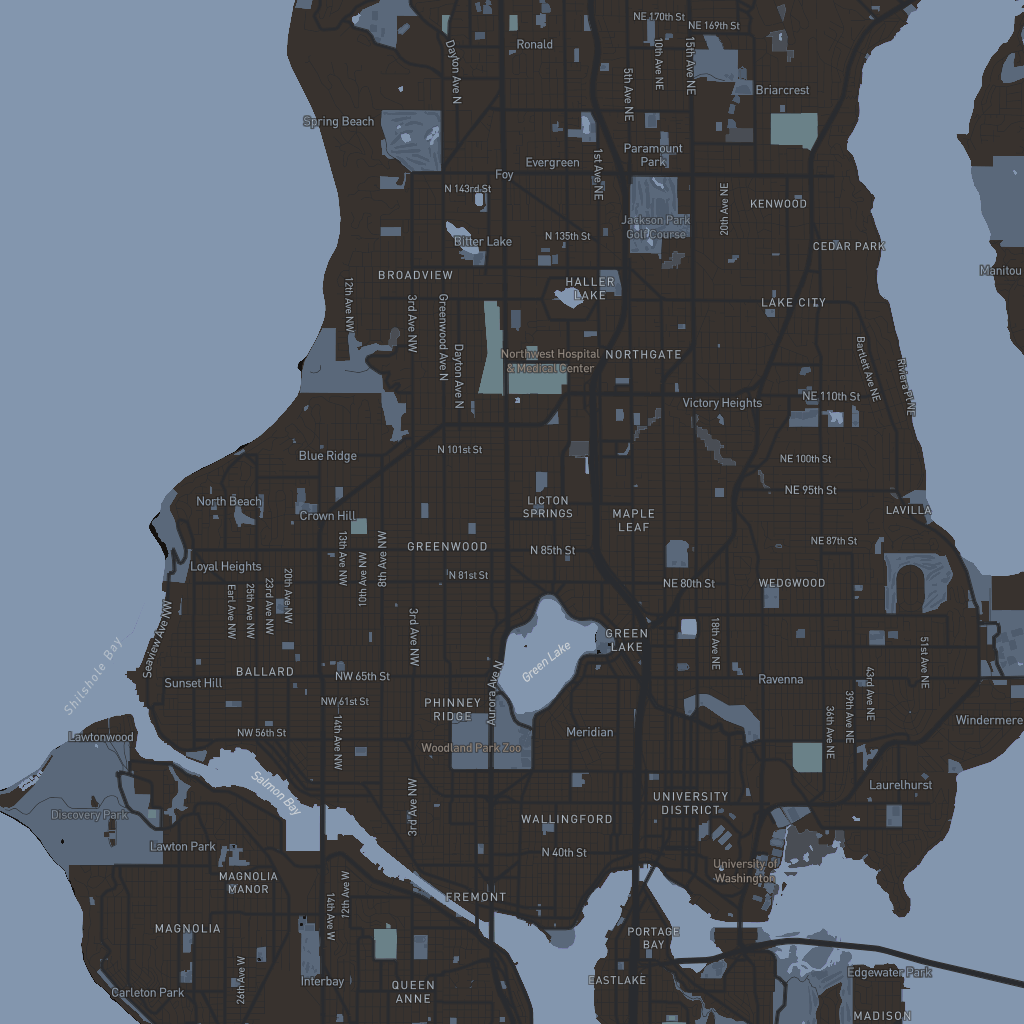 NE 170th St
NE 169th St
Ronald
Dayton Ave N
5th Ave NE
10th Ave NE
15th Ave NE
Briarcrest
Spring Beach
Evergreen
1st Ave NE
Paramount
Park
Foy
N 143rd St
20th Ave NE
KENWOOD
Jackson Park
Golf Course
Bitter Lake
N 135th St
CEDAR PARK
Manitou
BROADVIEW
HALLER
LAKE
LAKE CITY
12th Ave NW
3rd Ave NW
Greenwood Ave N
Dayton Ave N
Northwest Hospital
& Medical Center
NORTHGATE
Bartlett Ave NE
Riviera Pl NE
Victory Heights
NE 110th St
Blue Ridge
N 101st St
NE 100th St
NE 95th St
North Beach
Crown Hill
LICTON
SPRINGS
MAPLE
LEAF
LAVILLA
13th Ave NW
10th Ave NW
8th Ave NW
GREENWOOD
N 85th St
NE 87th St
Loyal Heights
Earl Ave NW
25th Ave NW
23rd Ave NW
20th Ave NW
N 81st St
NE 80th St
WEDGWOOD
Seaview Ave NW
3rd Ave NW
GREEN
LAKE
Green Lake
18th Ave NE
51st Ave NE
Shilshole Bay
BALLARD
Sunset Hill
NW 65th St
Aurora Ave N
Ravenna
43rd Ave NE
39th Ave NE
36th Ave NE
NW 61st St
PHINNEY
RIDGE
Windermere
Lawtonwood
NW 56th St
14th Ave NW
Woodland Park Zoo
Meridian
Salmon Bay
3rd Ave NW
Laurelhurst
UNIVERSITY
DISTRICT
Discovery Park
WALLINGFORD
Lawton Park
N 40th St
University of
Washington
MAGNOLIA
MANOR
14th Ave W
12th Ave W
FREMONT
MAGNOLIA
PORTAGE
BAY
26th Ave W
Interbay
Carleton Park
QUEEN
ANNE
EASTLAKE
Edgewater Park
MADISON